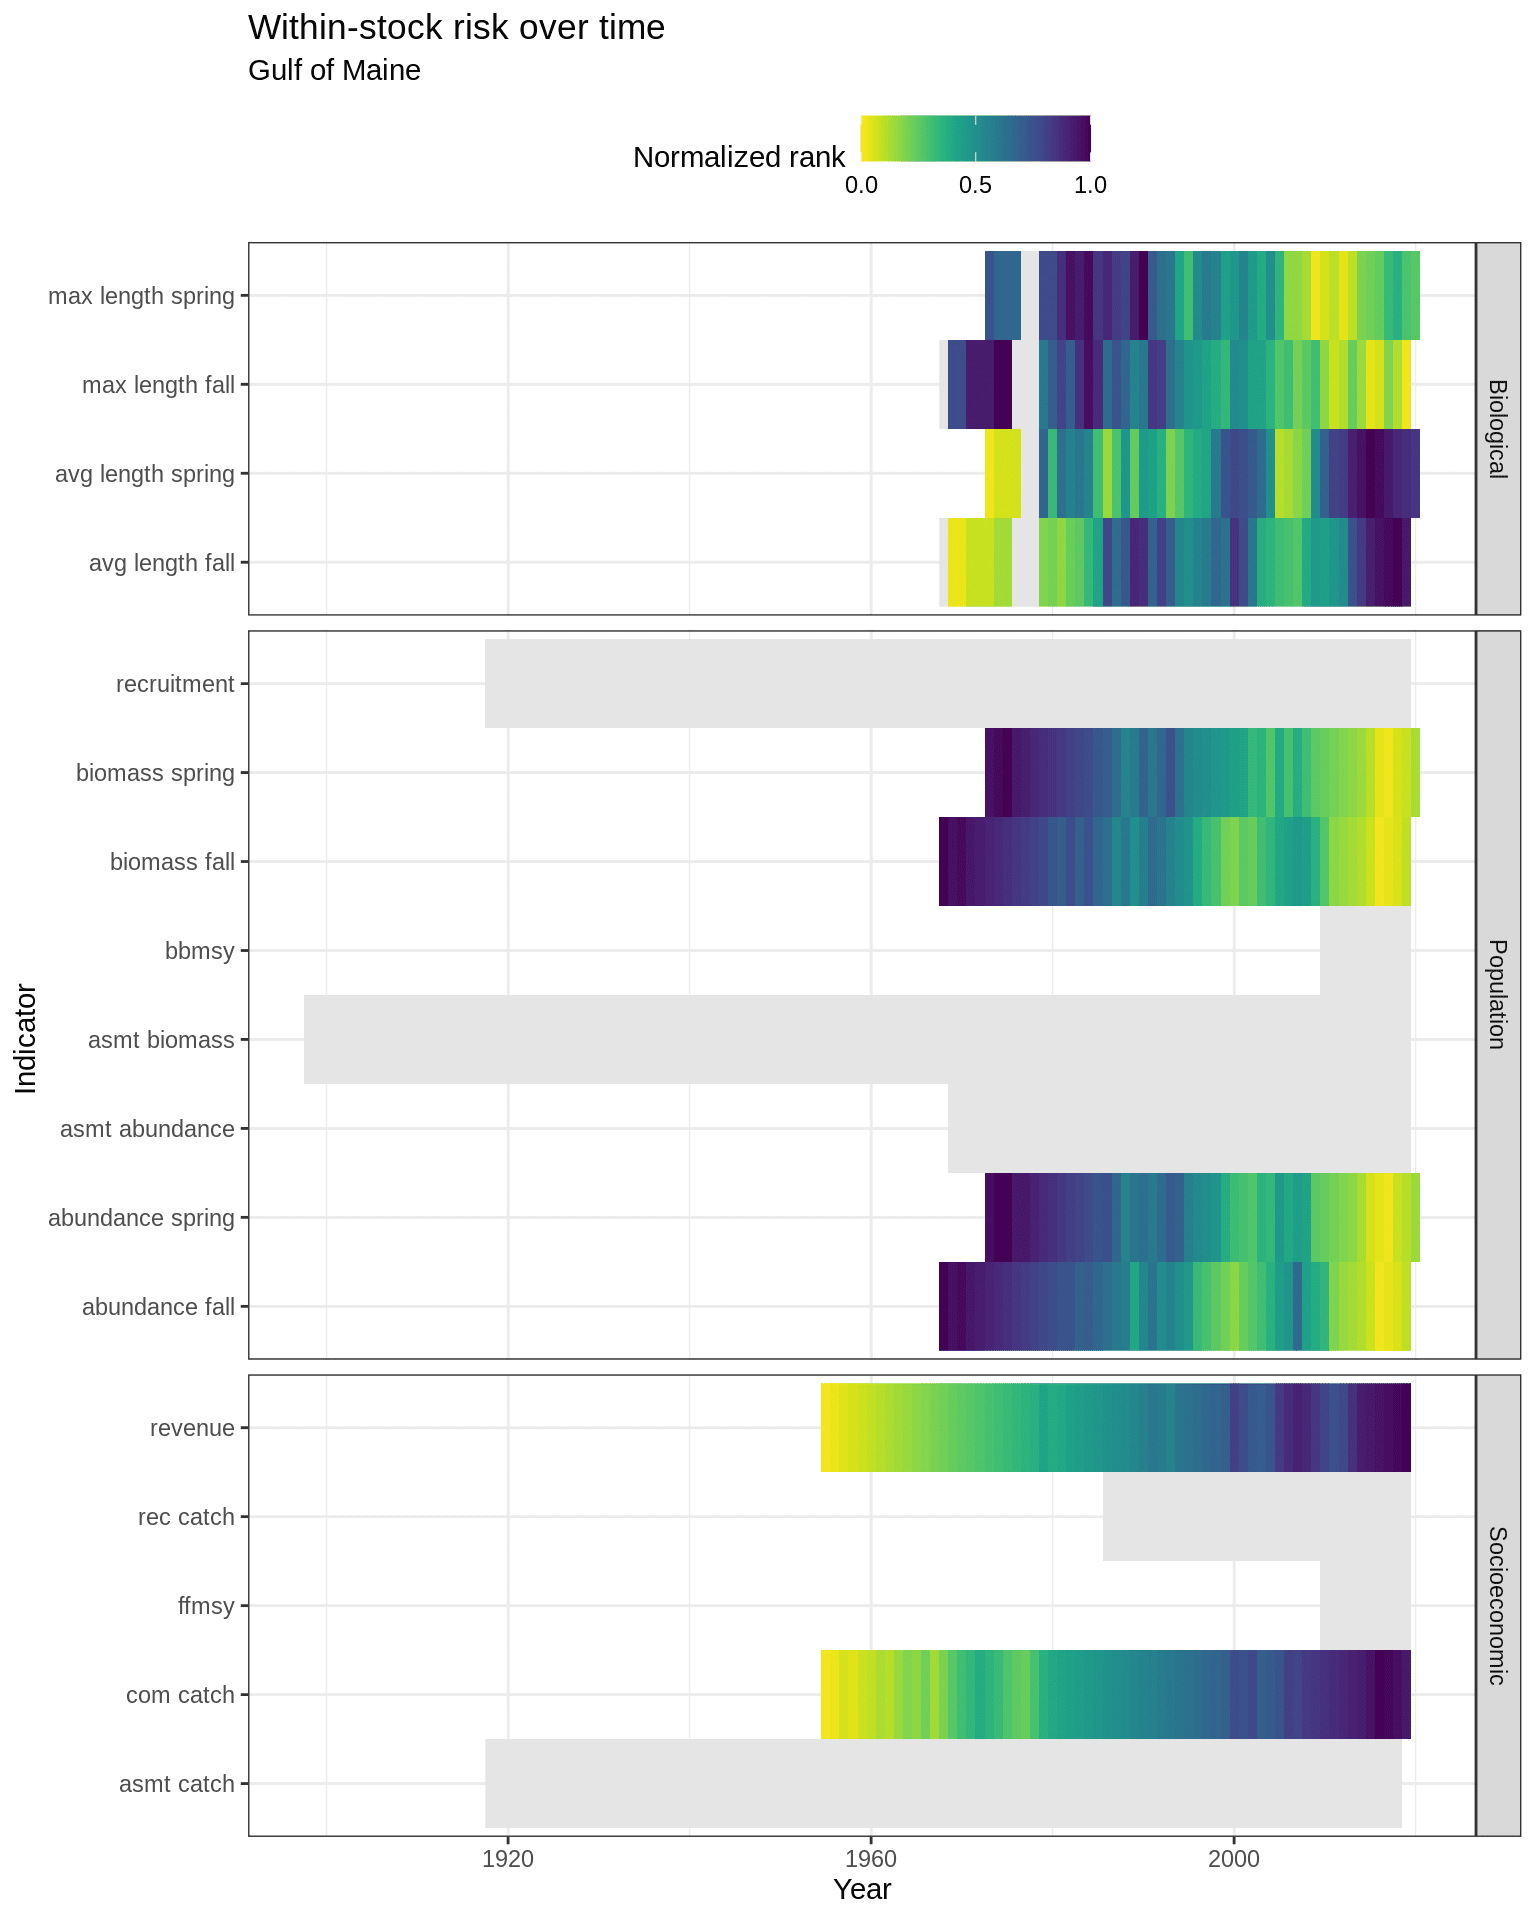 Within-stock risk over time
Gulf of Maine
Normalized rank
0.0 0.5 1.0
max length spring
max length fall
avg length spring
avg length fall
Biological
recruitment
biomass spring
biomass fall
bbmsy
asmt biomass
asmt abundance
abundance spring
abundance fall
Population
revenue
rec catch
ffmsy
com catch
asmt catch
Socioeconomic
Indicator
1920 1960 2000
Year